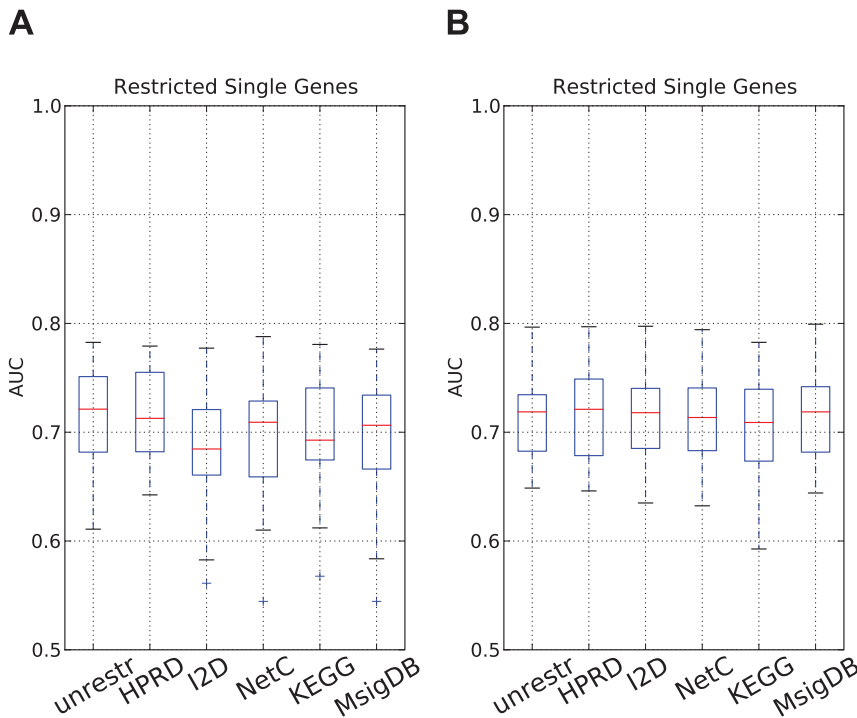 A
Restricted Single Genes
1.0
0.9
0.8
0.7
0.6
0.5
AUC
unrestr
HPRD
I2D
NetC
KEGG
MsigDB
B
Restricted Single Genes
1.0
0.9
0.8
0.7
0.6
0.5
AUC
unrestr
HPRD
I2D
NetC
KEGG
MsigDB